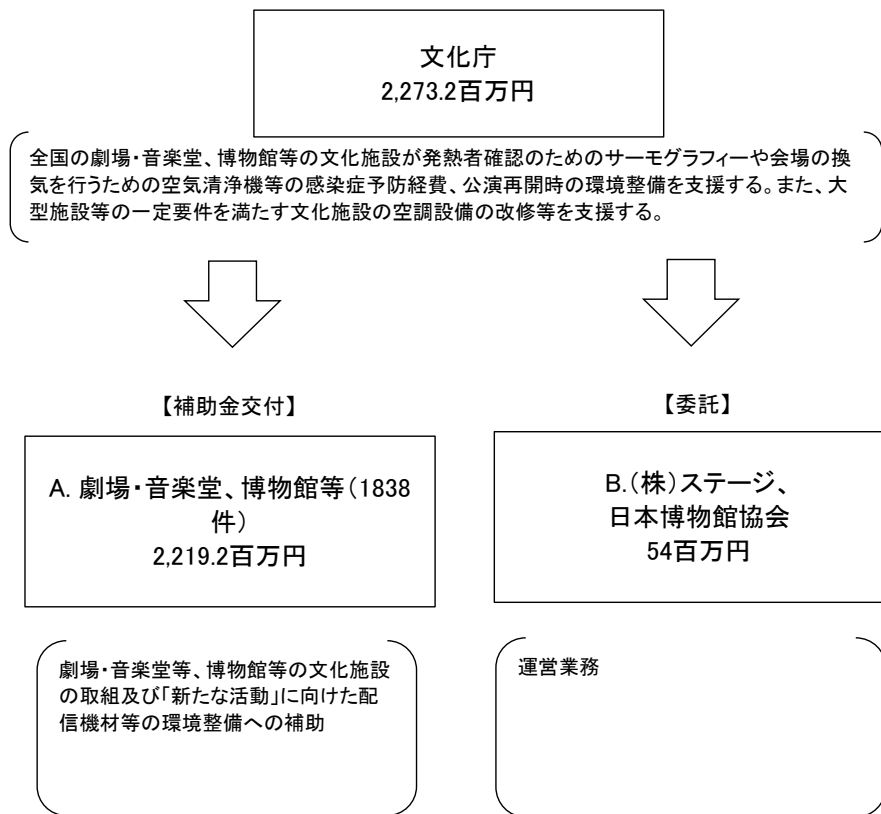 文化庁
2,273.2百万円
全国の劇場・音楽堂、博物館等の文化施設が発熱者確認のためのサーモグラフィーや会場の換
気を行うための空気清浄機等の感染症予防経費、公演再開時の環境整備を支援する。また、大
型施設等の一定要件を満たす文化施設の空調設備の改修等を支援する。
【補助金交付】
【委託】
A. 劇場・音楽堂、博物館等（1838
件）
2,219.2百万円
B.（株）ステージ、
日本博物館協会
54百万円
劇場・音楽堂等、博物館等の文化施設
の取組及び「新たな活動」に向けた配
信機材等の環境整備への補助
運営業務